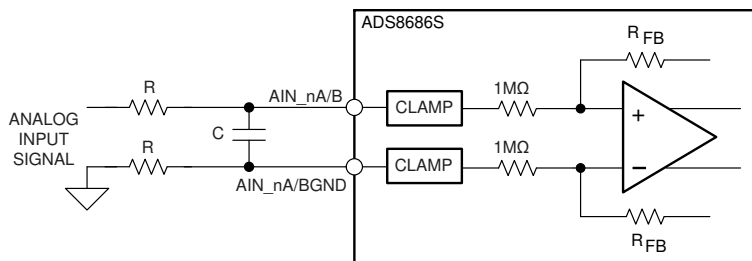 ADS8686S
R FB
R
AIN_nA/B
CLAMP
1MΩ
ANALOG
INPUT
SIGNAL
C
+
R
AIN_nA/BGND
CLAMP
1MΩ
−
R FB